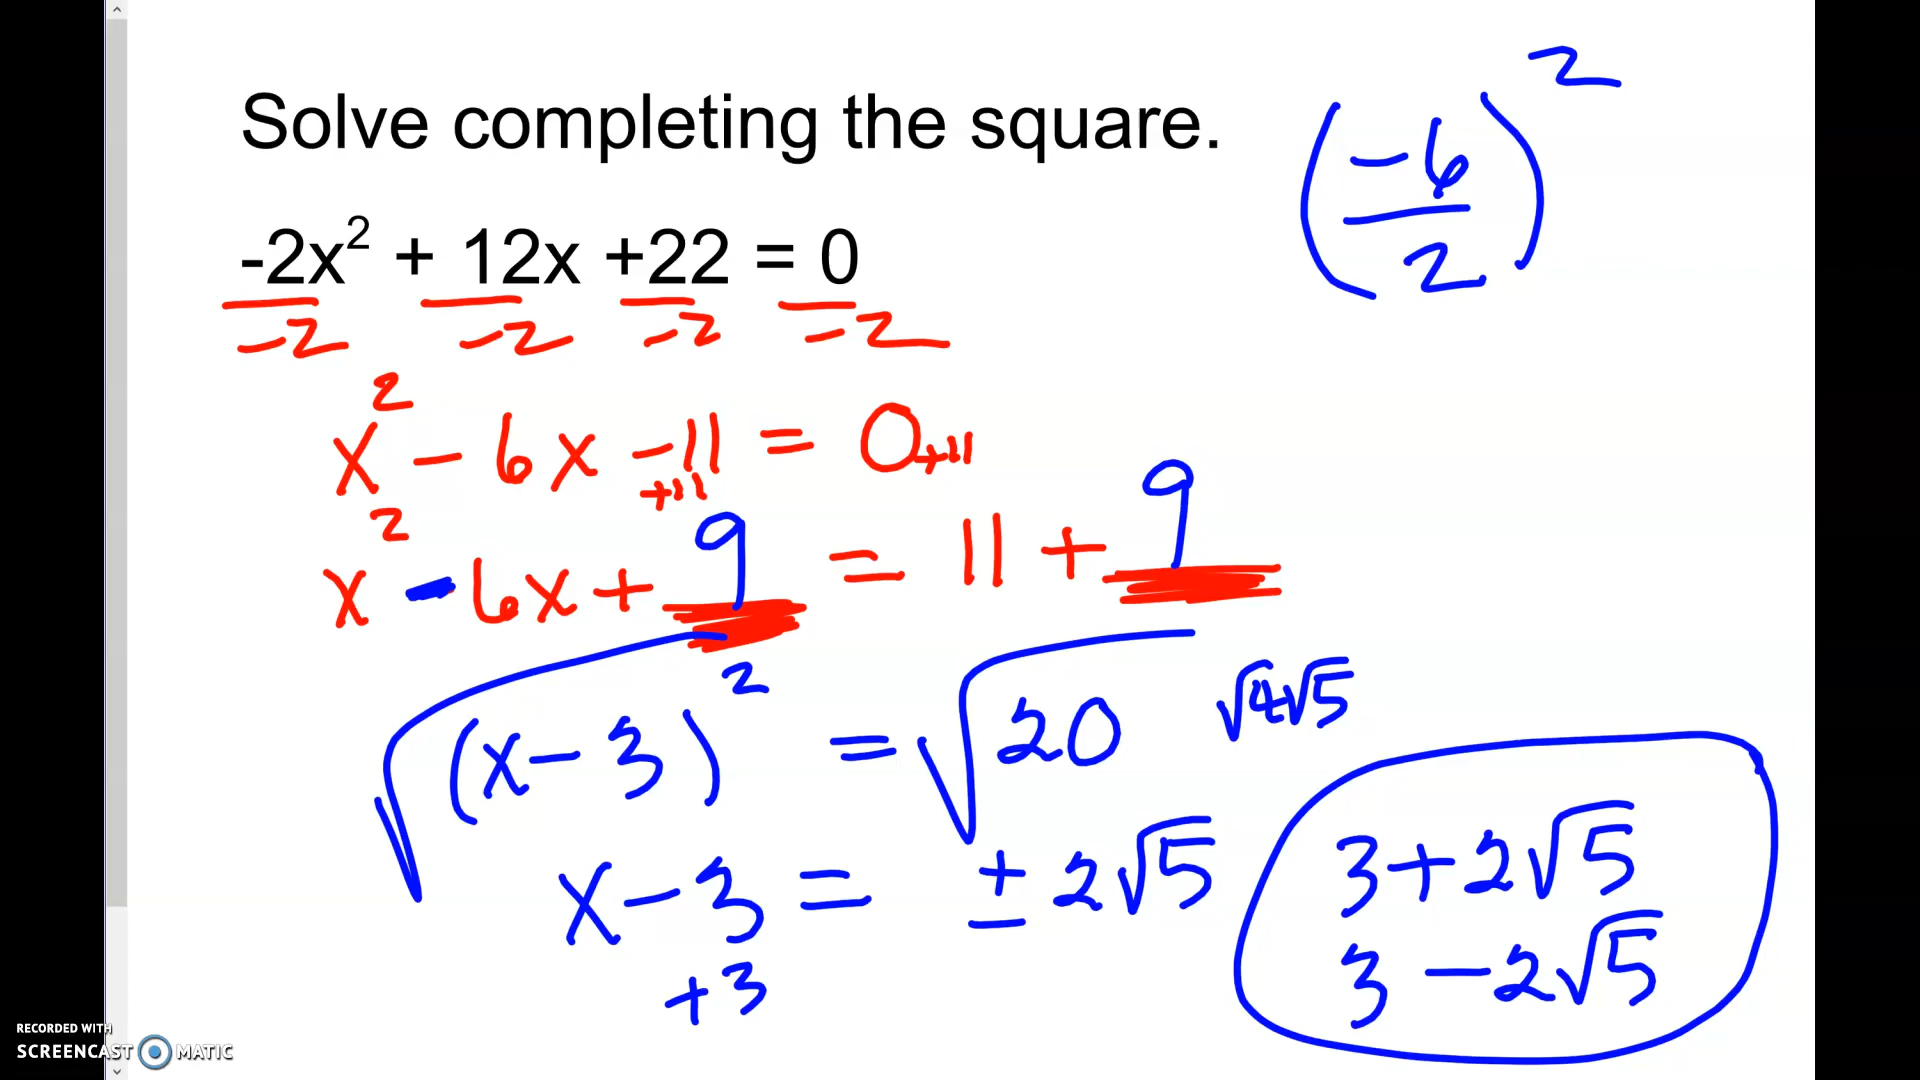 Solve completing the square.
(-6/2)²
-2x² + 12x +22 = 0
-2 -2 -2 -2
x² - 6x - 11 = 0 +11
+11
x² - 6x + 9 = 11 + 9
√(x - 3)² = √20 √4√5
x - 3 = ± 2√5
+3
3 + 2√5
3 - 2√5
RECORDED WITH
SCREENCAST MATIC